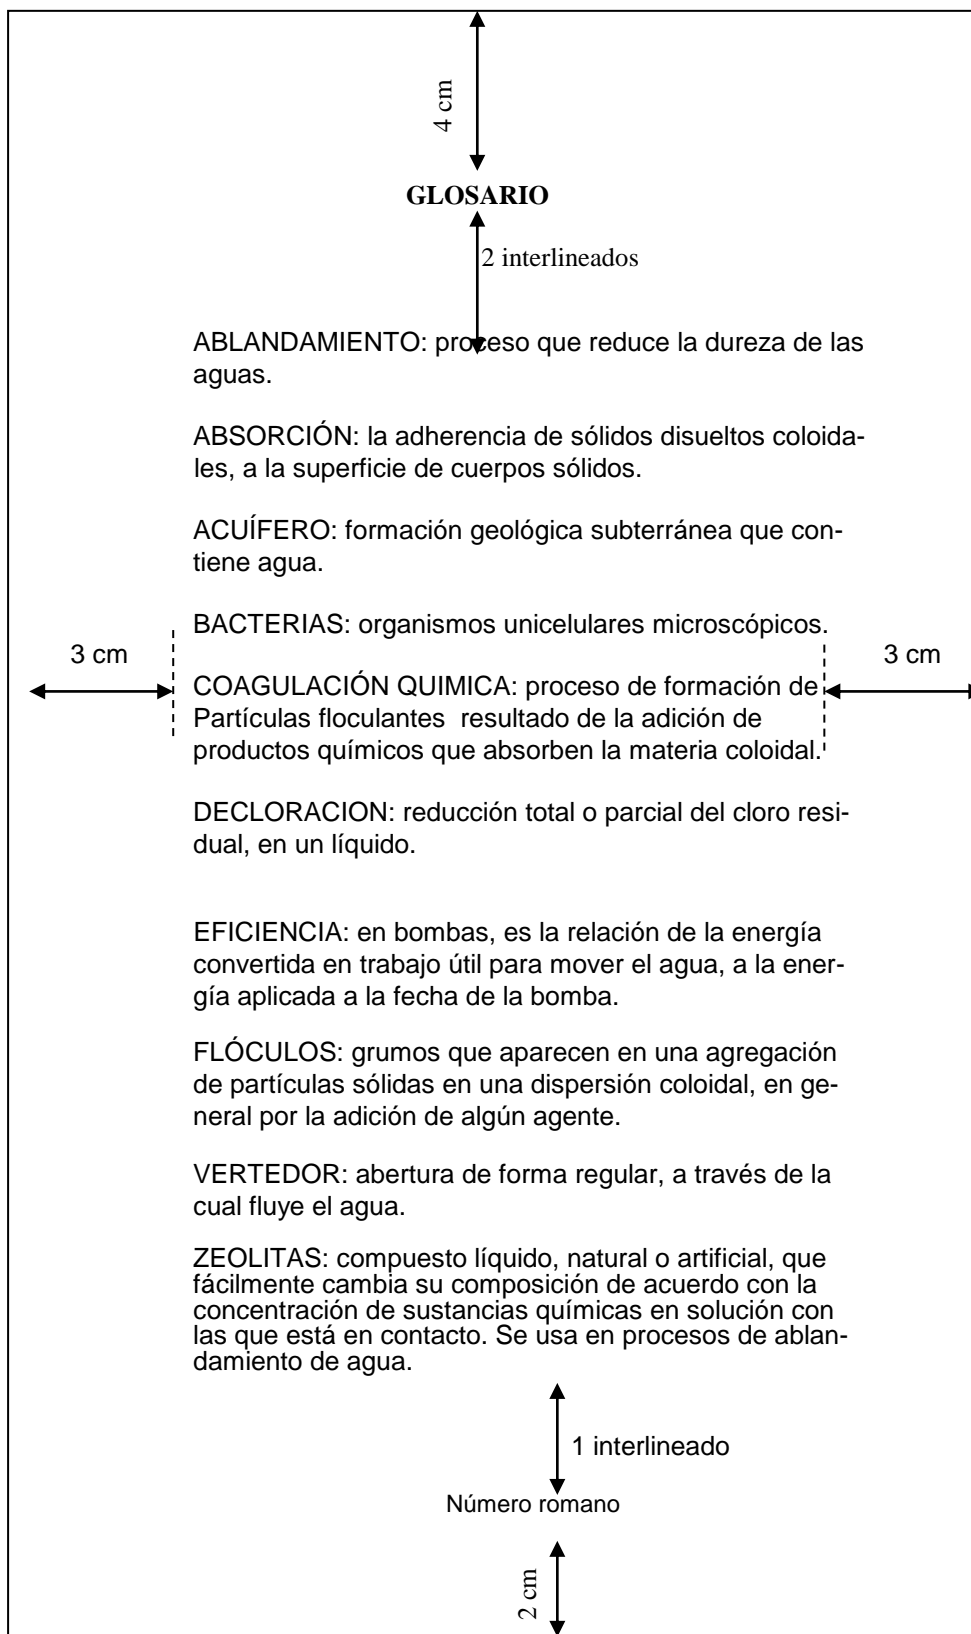 4 cm
GLOSARIO
2 interlineados
ABLANDAMIENTO: proceso que reduce la dureza de las
aguas.
ABSORCIÓN: la adherencia de sólidos disueltos coloida-
les, a la superficie de cuerpos sólidos.
ACUÍFERO: formación geológica subterránea que con-
tiene agua.
BACTERIAS: organismos unicelulares microscópicos.
3 cm
3 cm
COAGULACIÓN QUIMICA: proceso de formación de
Partículas floculantes  resultado de la adición de
productos químicos que absorben la materia coloidal.
DECLORACION: reducción total o parcial del cloro resi-
dual, en un líquido.
EFICIENCIA: en bombas, es la relación de la energía
convertida en trabajo útil para mover el agua, a la ener-
gía aplicada a la fecha de la bomba.
FLÓCULOS: grumos que aparecen en una agregación
de partículas sólidas en una dispersión coloidal, en ge-
neral por la adición de algún agente.
VERTEDOR: abertura de forma regular, a través de la
cual fluye el agua.
ZEOLITAS: compuesto líquido, natural o artificial, que
fácilmente cambia su composición de acuerdo con la
concentración de sustancias químicas en solución con
las que está en contacto. Se usa en procesos de ablan-
damiento de agua.
1 interlineado
Número romano
2 cm